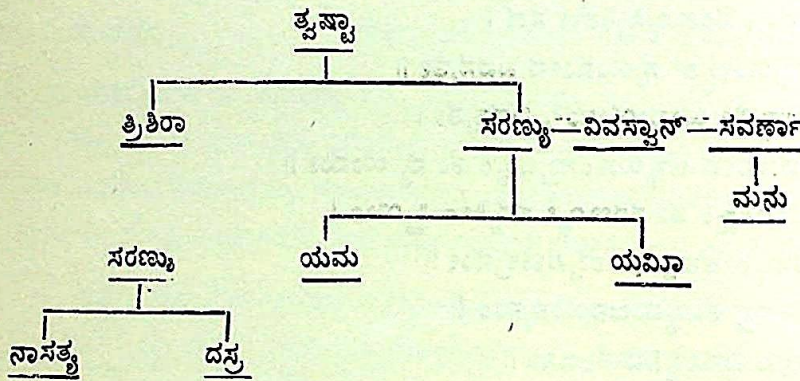 ತ್ವಷ್ಟಾ
ತ್ರಿಶಿರಾ
ಸರಣ್ಯು—ವಿವಸ್ವಾನ್—ಸವರ್ಣಾ
ಮನು
ಸರಣ್ಯು ಯಮ ಯಮೀ
ನಾಸತ್ಯ ದಸ್ರ